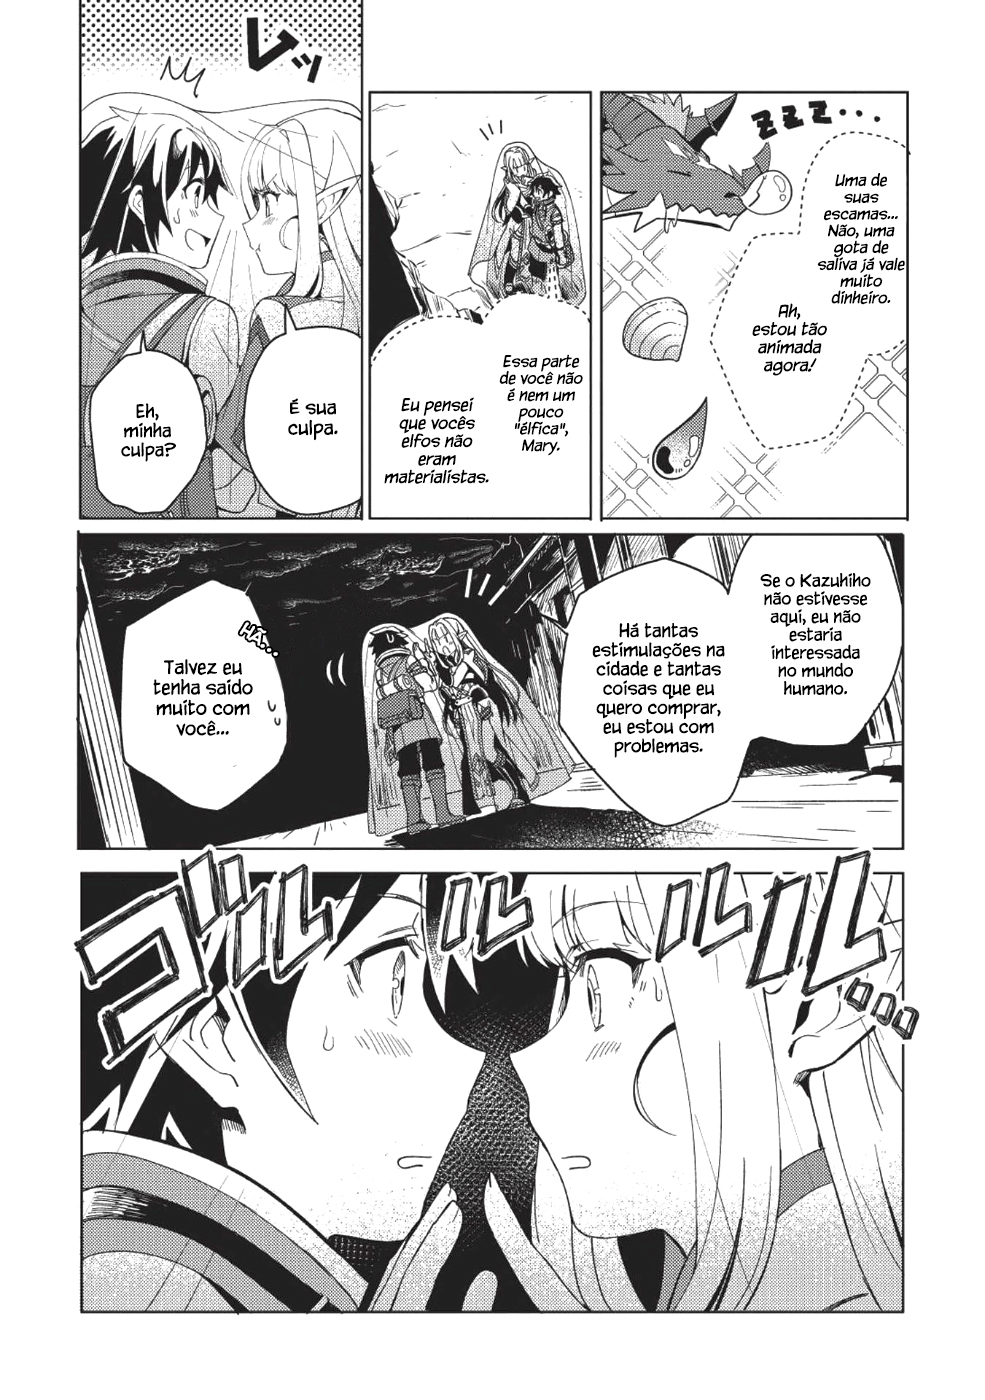 ZZZ...
Uma de
suas
escamas...
Não, uma
gota de
saliva já vale
muito
dinheiro.
Ah,
estou tão
animada
agora!
Essa parte
de você não
é nem um
pouco
"élfica",
Mary.
Eu pensei
que vocês
elfos não
eram
materialistas.
レッ
É sua
culpa.
Eh,
minha
culpa?
Se o Kazuhiho
não estivesse
aqui, eu não
estaria
interessada
no mundo
humano.
Há tantas
estimulações na
cidade e tantas
coisas que eu
quero comprar,
eu estou com
problemas.
HÁ...
Talvez eu
tenha saído
muito com
você...
ゴルルルルル...